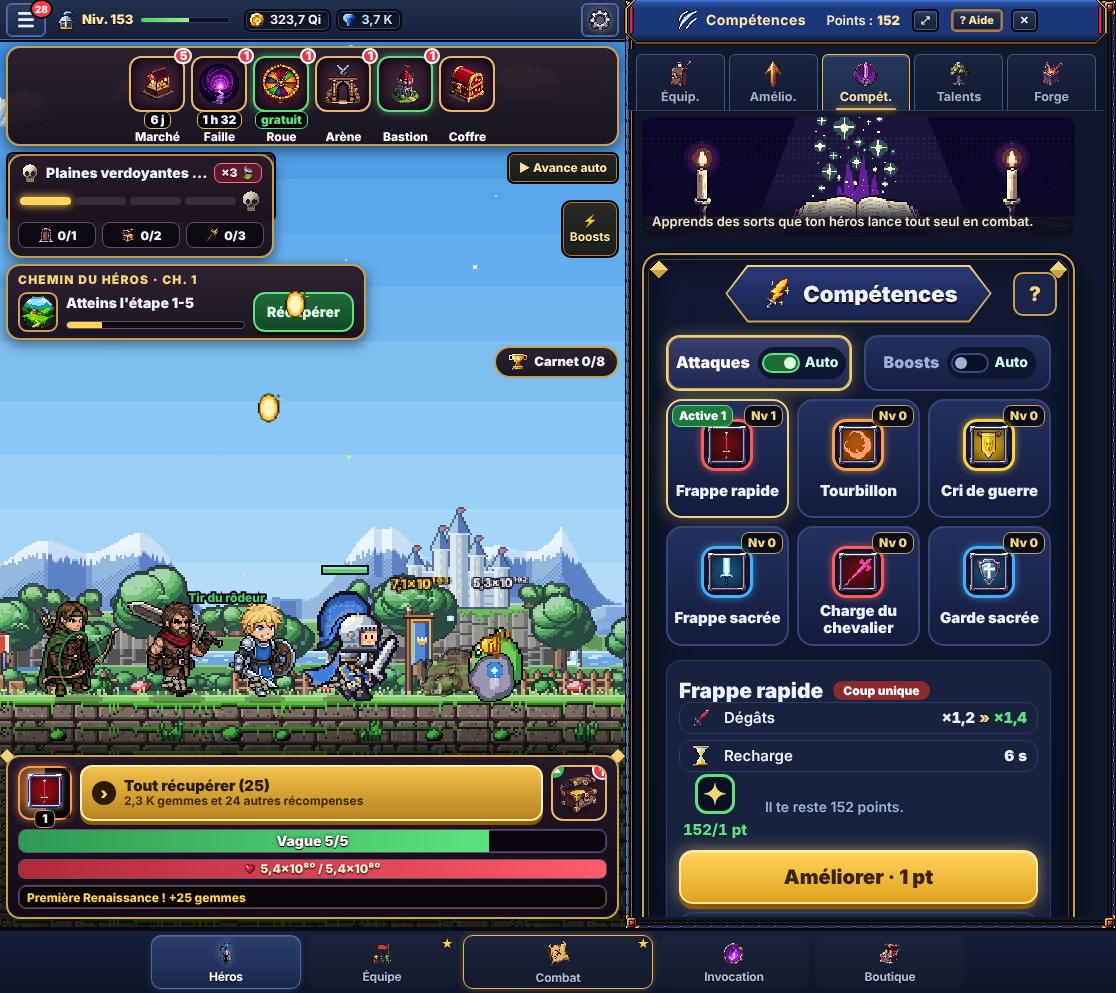 28
Niv. 153
323,7 Qi
3,7 K
5
1
1
1
1
6 j
1 h 32
gratuit
Marché
Faille
Roue
Arène
Bastion
Coffre
Plaines verdoyantes ...
×3
0/1
0/2
0/3
Avance auto
Boosts
CHEMIN DU HÉROS · CH. 1
Atteins l'étape 1-5
Carnet 0/8
Tir du rôdeur
1
Tout récupérer (25)
2,3 K gemmes et 24 autres récompenses
Vague 5/5
5,4×10⁸⁰ / 5,4×10⁸⁰
Première Renaissance ! +25 gemmes
Compétences
Points : 152
? Aide
×
Équip.
Amélio.
Compét.
Talents
Forge
Apprends des sorts que ton héros lance tout seul en combat.
Compétences
?
Attaques
Auto
Boosts
Auto
Active 1
Nv 1
Frappe rapide
Nv 0
Tourbillon
Nv 0
Cri de guerre
Nv 0
Frappe sacrée
Nv 0
Charge du
chevalier
Nv 0
Garde sacrée
Frappe rapide
Coup unique
Dégâts
×1,2 » ×1,4
Recharge
6 s
152/1 pt
Il te reste 152 points.
Améliorer · 1 pt
Héros
Équipe
Combat
Invocation
Boutique